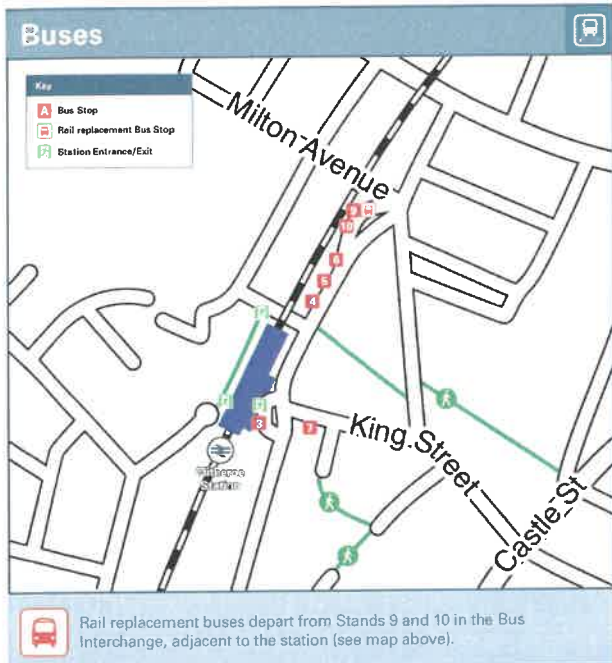 Buses
Key
A Bus Stop
Rail replacement Bus Stop
Station Entrance/Exit
Milton Avenue
9
10
6
5
4
3
7
King Street
Castle St
Station
Rail replacement buses depart from Stands 9 and 10 in the Bus
Interchange, adjacent to the station (see map above).